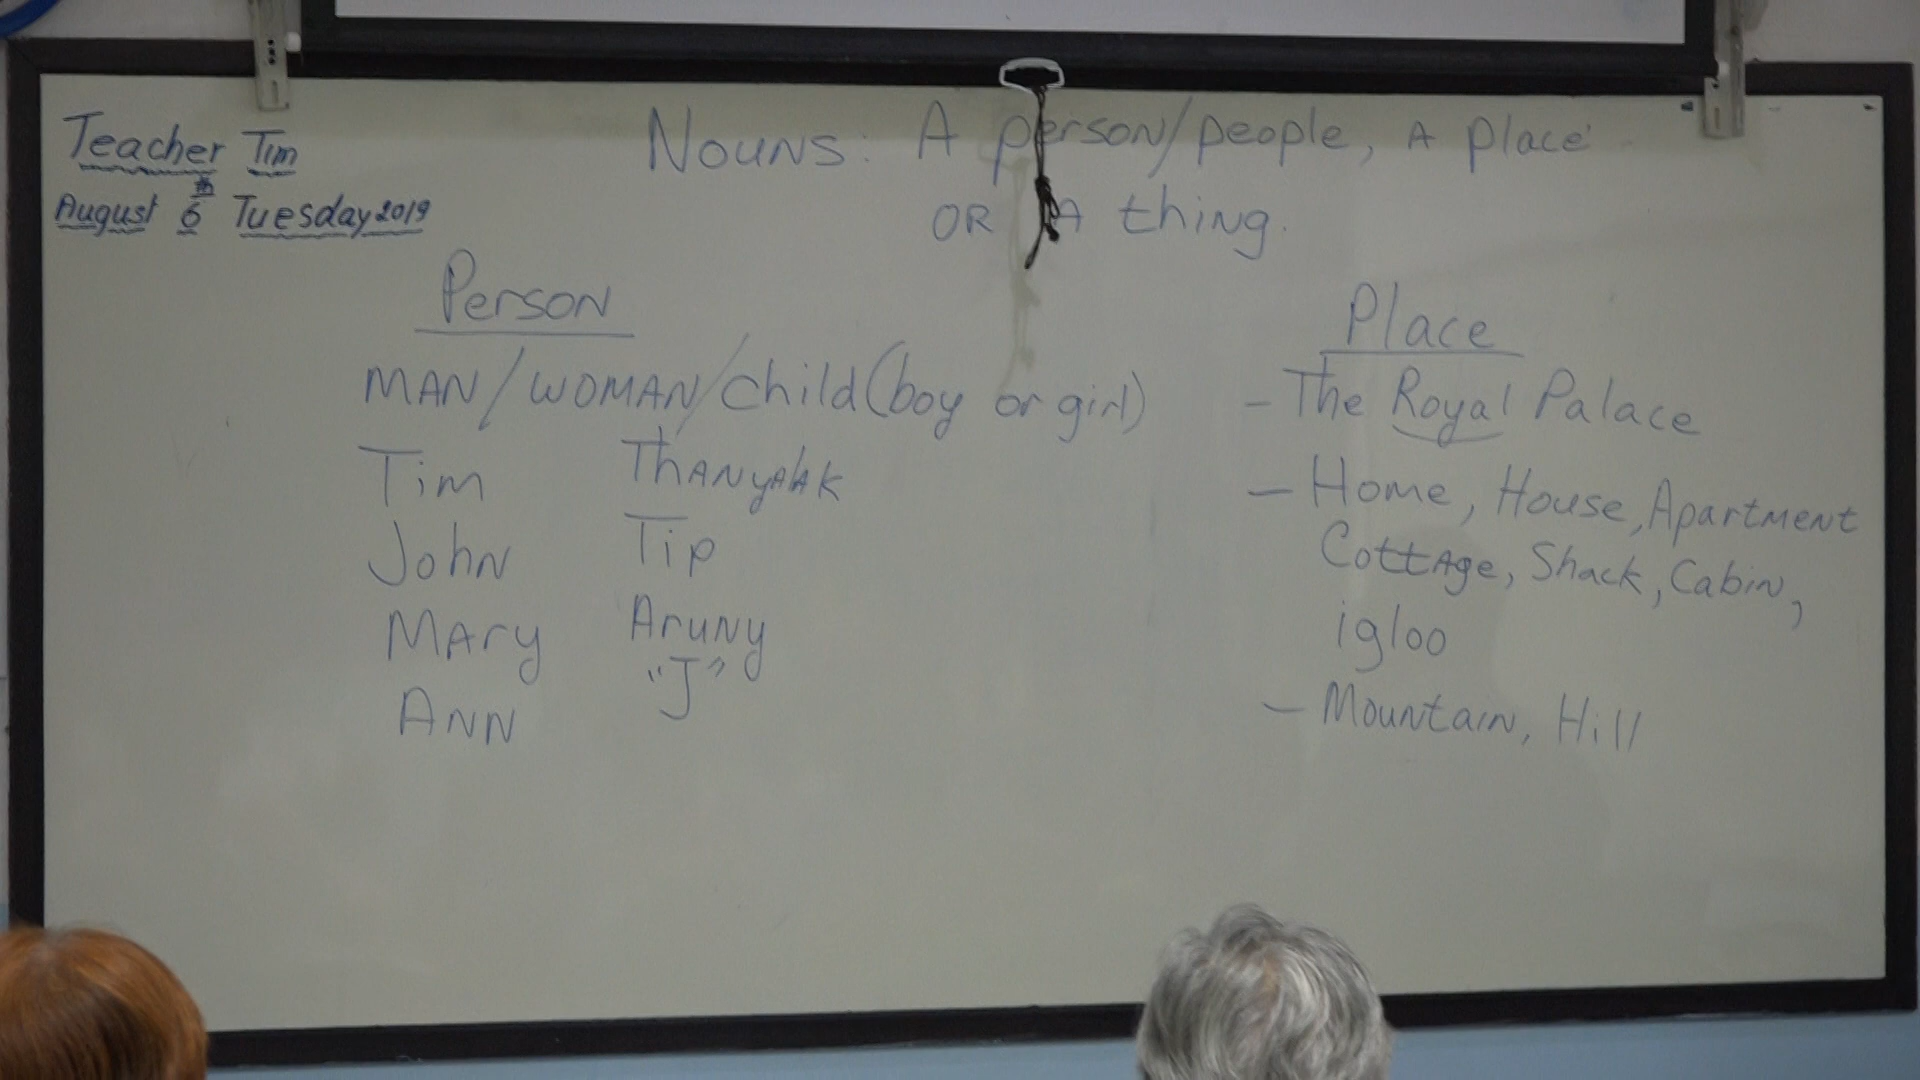 Teacher Tim
August 6th Tuesday 2019
Nouns: A person/people, A place
OR A thing.
Person
MAN/WOMAN/child (boy or girl)
Tim Thanyalak
John Tip
Mary Aruny
"J"
Ann
Place
- The Royal Palace
- Home, House, Apartment
Cottage, Shack, Cabin,
igloo
- Mountain, Hill